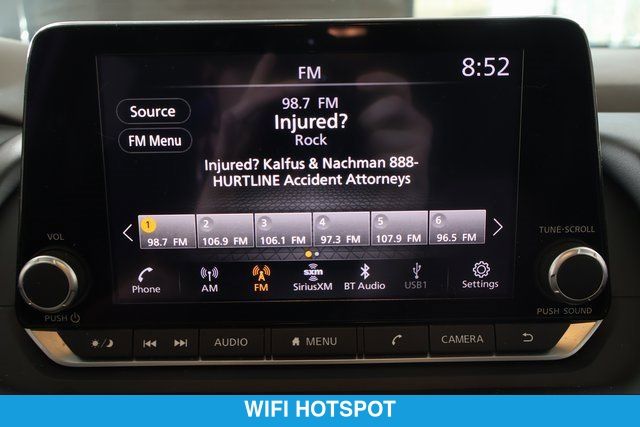 FM
8:52
Source
FM Menu
98.7 FM
Injured?
Rock
Injured? Kalfus & Nachman 888-
HURTLINE Accident Attorneys
1 2 3 4 5 6
98.7 FM 106.9 FM 106.1 FM 97.3 FM 107.9 FM 96.5 FM
VOL
TUNE·SCROLL
Phone AM FM SiriusXM BT Audio USB1 Settings
sxm
PUSH
PUSH SOUND
AUDIO MENU CAMERA
WIFI HOTSPOT